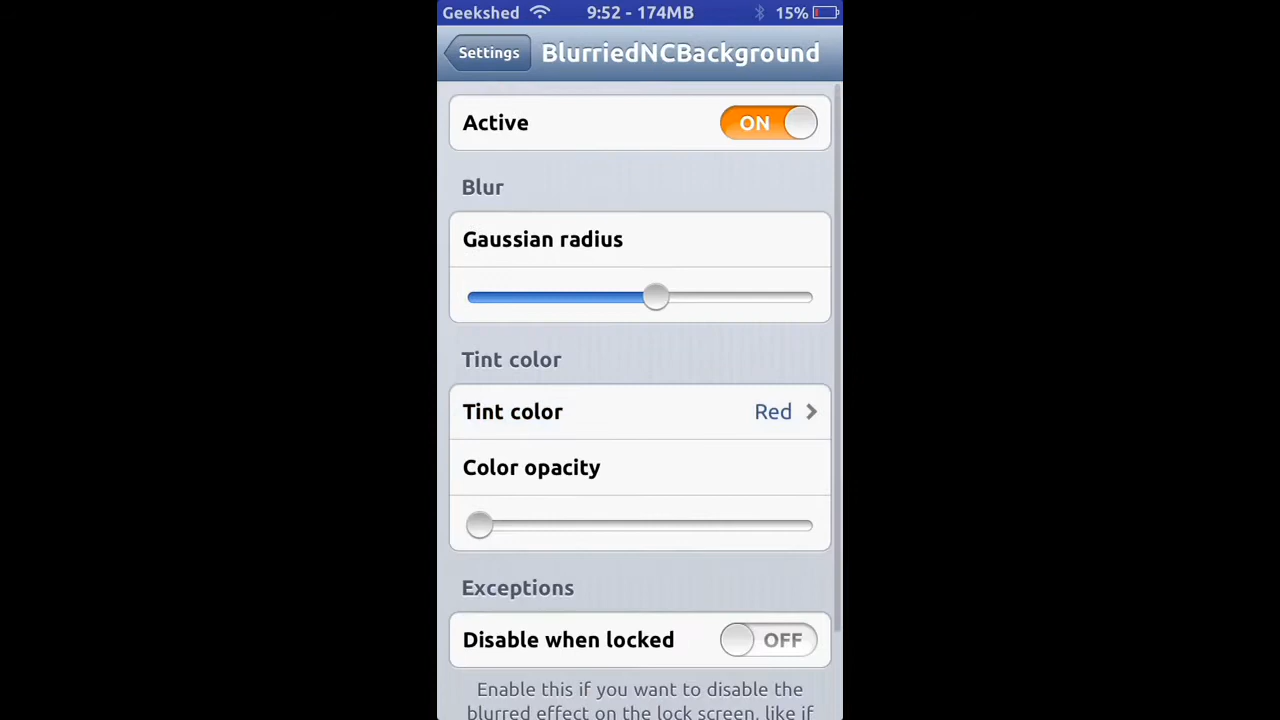 Geekshed 9:52 - 174MB 15%
Settings BlurriedNCBackground
Active ON
Blur
Gaussian radius
Tint color
Tint color Red
Color opacity
Exceptions
Disable when locked OFF
Enable this if you want to disable the
blurred effect on the lock screen, like if